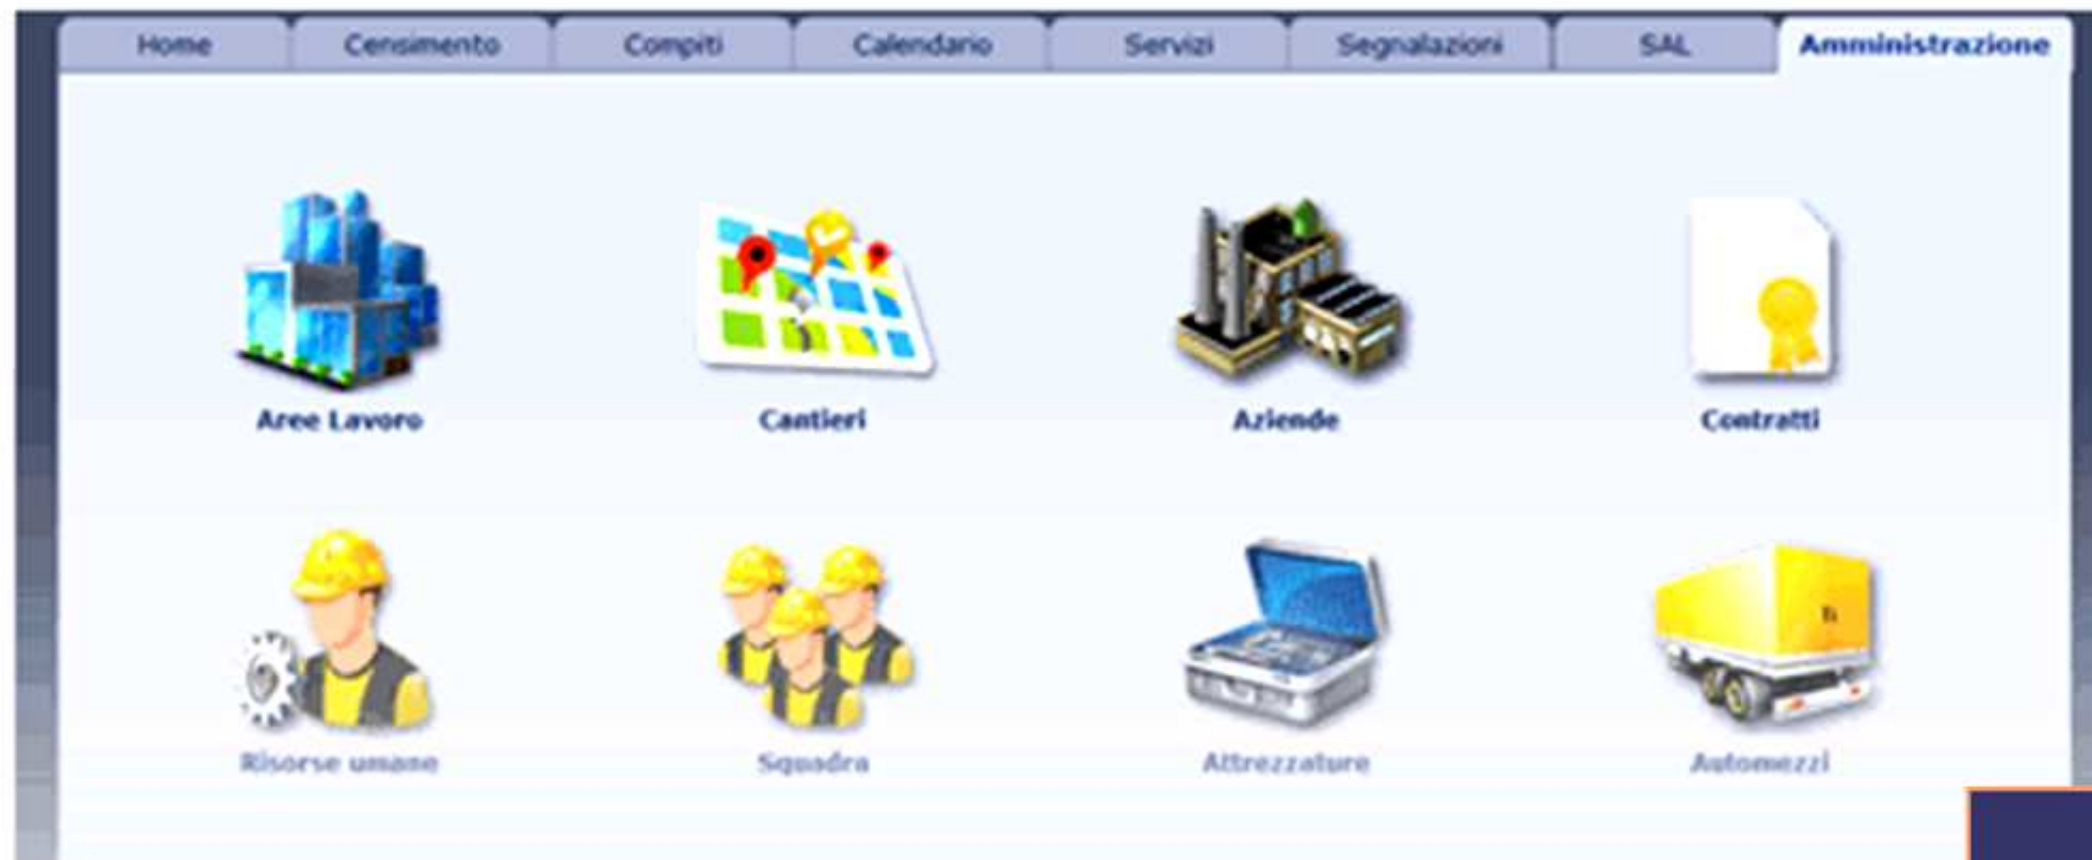 Home Censimento Compiti Calendario Servizi Segnalazioni SAL Amministrazione
Aree Lavoro Cantieri Aziende Contratti
Risorse umane Squadra Attrezzature Automezzi